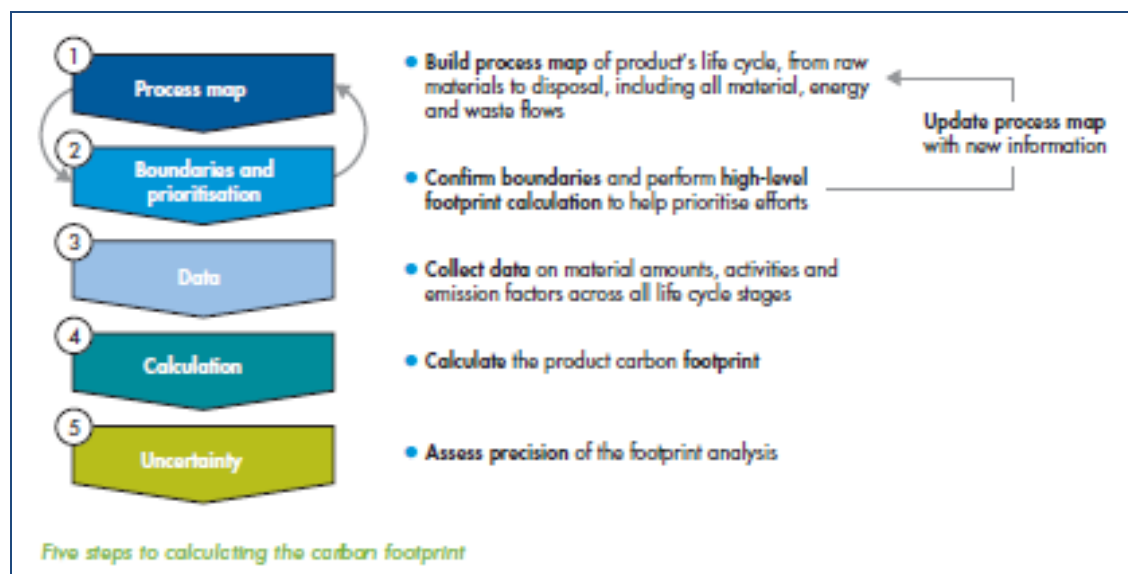 1
Process map
• Build process map of product's life cycle, from raw
materials to disposal, including all material, energy
and waste flows
Update process map
with new information
2
Boundaries and
prioritisation
• Confirm boundaries and perform high-level
footprint calculation to help prioritise efforts
3
Data
• Collect data on material amounts, activities and
emission factors across all life cycle stages
4
Calculation
• Calculate the product carbon footprint
5
Uncertainty
• Assess precision of the footprint analysis
Five steps to calculating the carbon footprint